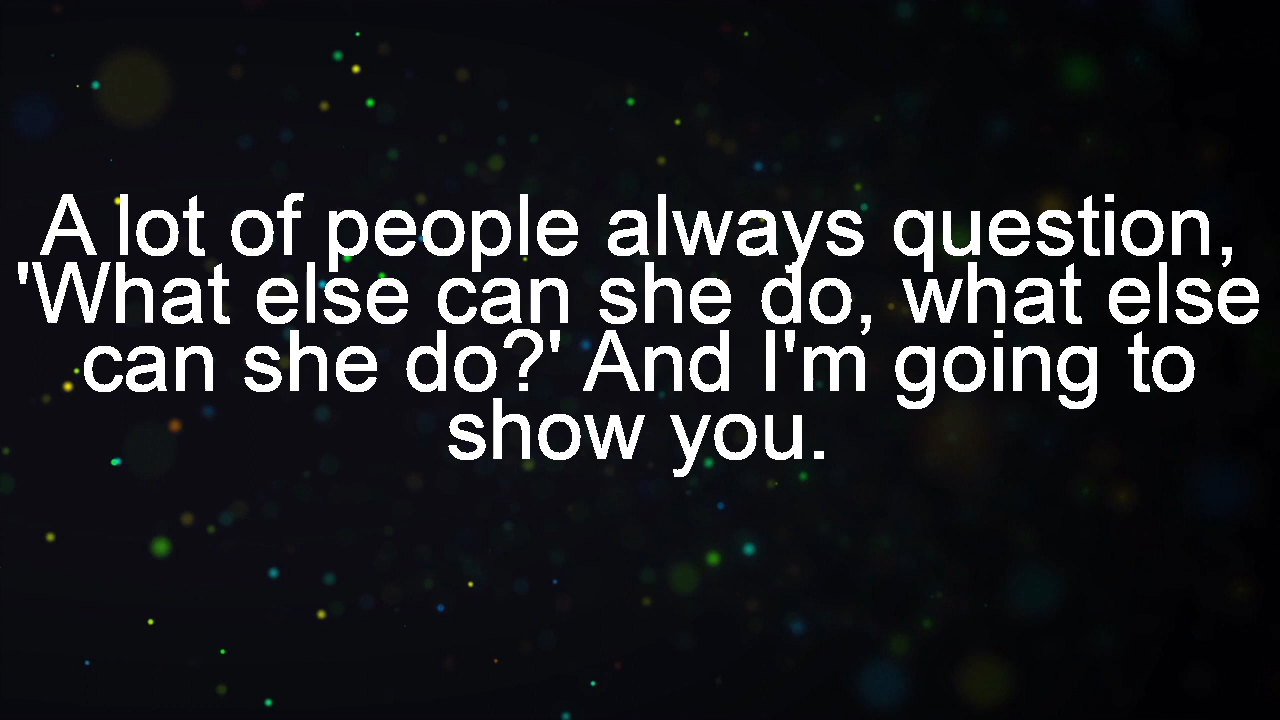 A lot of people always question,
'What else can she do, what else
can she do?' And I'm going to
show you.